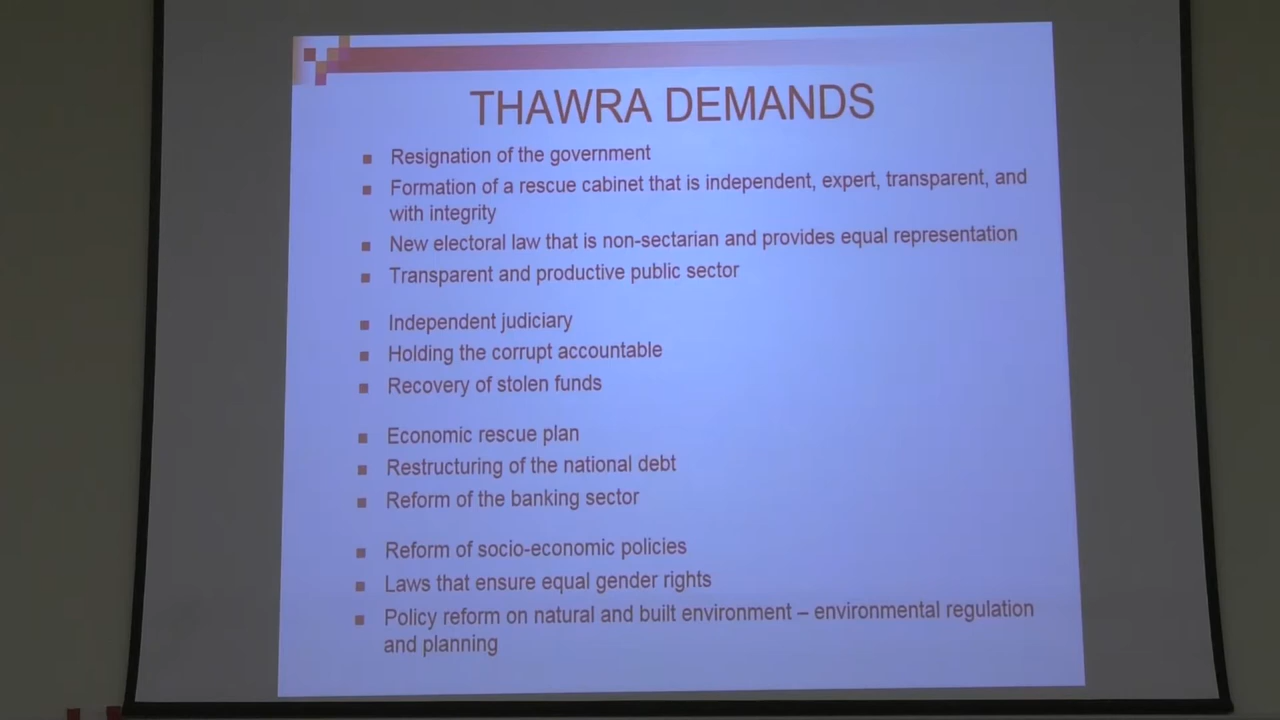 THAWRA DEMANDS
Resignation of the government
Formation of a rescue cabinet that is independent, expert, transparent, and
with integrity
New electoral law that is non-sectarian and provides equal representation
Transparent and productive public sector
Independent judiciary
Holding the corrupt accountable
Recovery of stolen funds
Economic rescue plan
Restructuring of the national debt
Reform of the banking sector
Reform of socio-economic policies
Laws that ensure equal gender rights
Policy reform on natural and built environment – environmental regulation
and planning